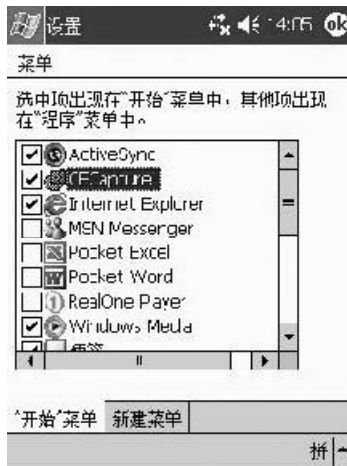 设置 14:05 ok
菜单
选中项出现在"开始"菜单中，其他项出现
在"程序"菜单中。
ActiveSync
CECapture
Internet Explorer
MSN Messenger
Pocket Excel
Pocket Word
RealOne Player
Windows Media
"开始"菜单 新建菜单
拼